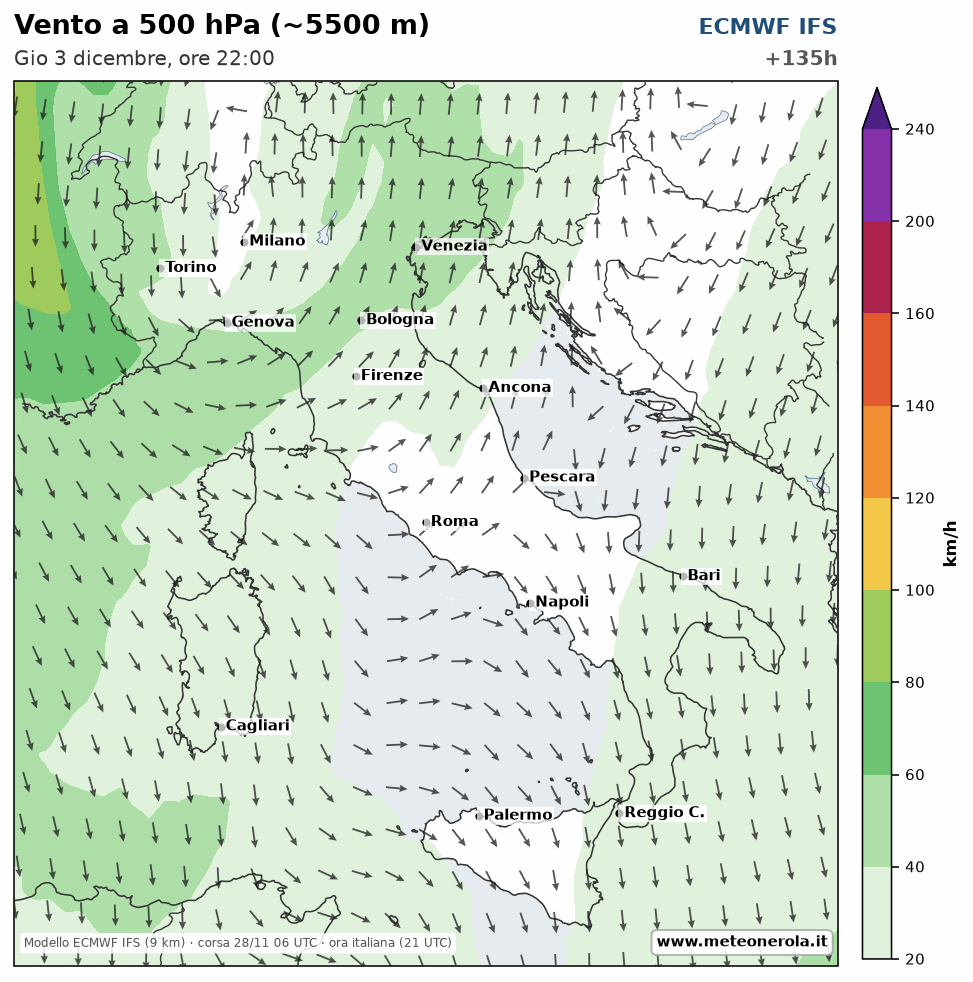 Vento a 500 hPa (~5500 m)
ECMWF IFS
Gio 3 dicembre, ore 22:00
+135h
Milano
Venezia
Torino
Genova
Bologna
Firenze
Ancona
Pescara
Roma
Bari
Napoli
Cagliari
Palermo
Reggio C.
Modello ECMWF IFS (9 km) · corsa 28/11 06 UTC · ora italiana (21 UTC)
www.meteonerola.it
240
200
160
140
120
100
80
60
40
20
km/h